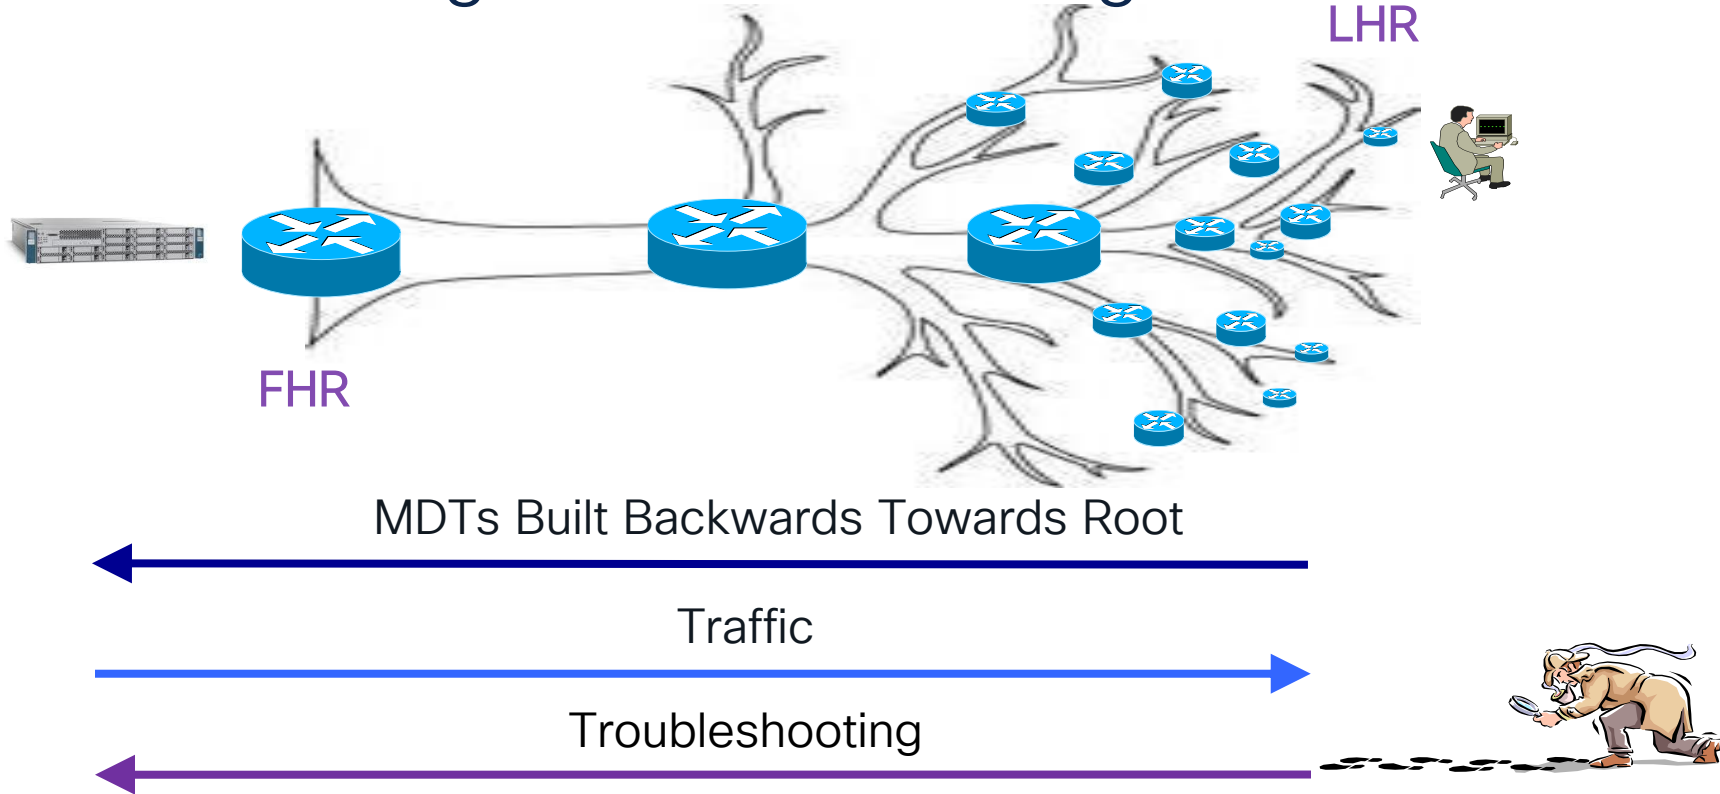 LHR
FHR
MDTs Built Backwards Towards Root
Traffic
Troubleshooting